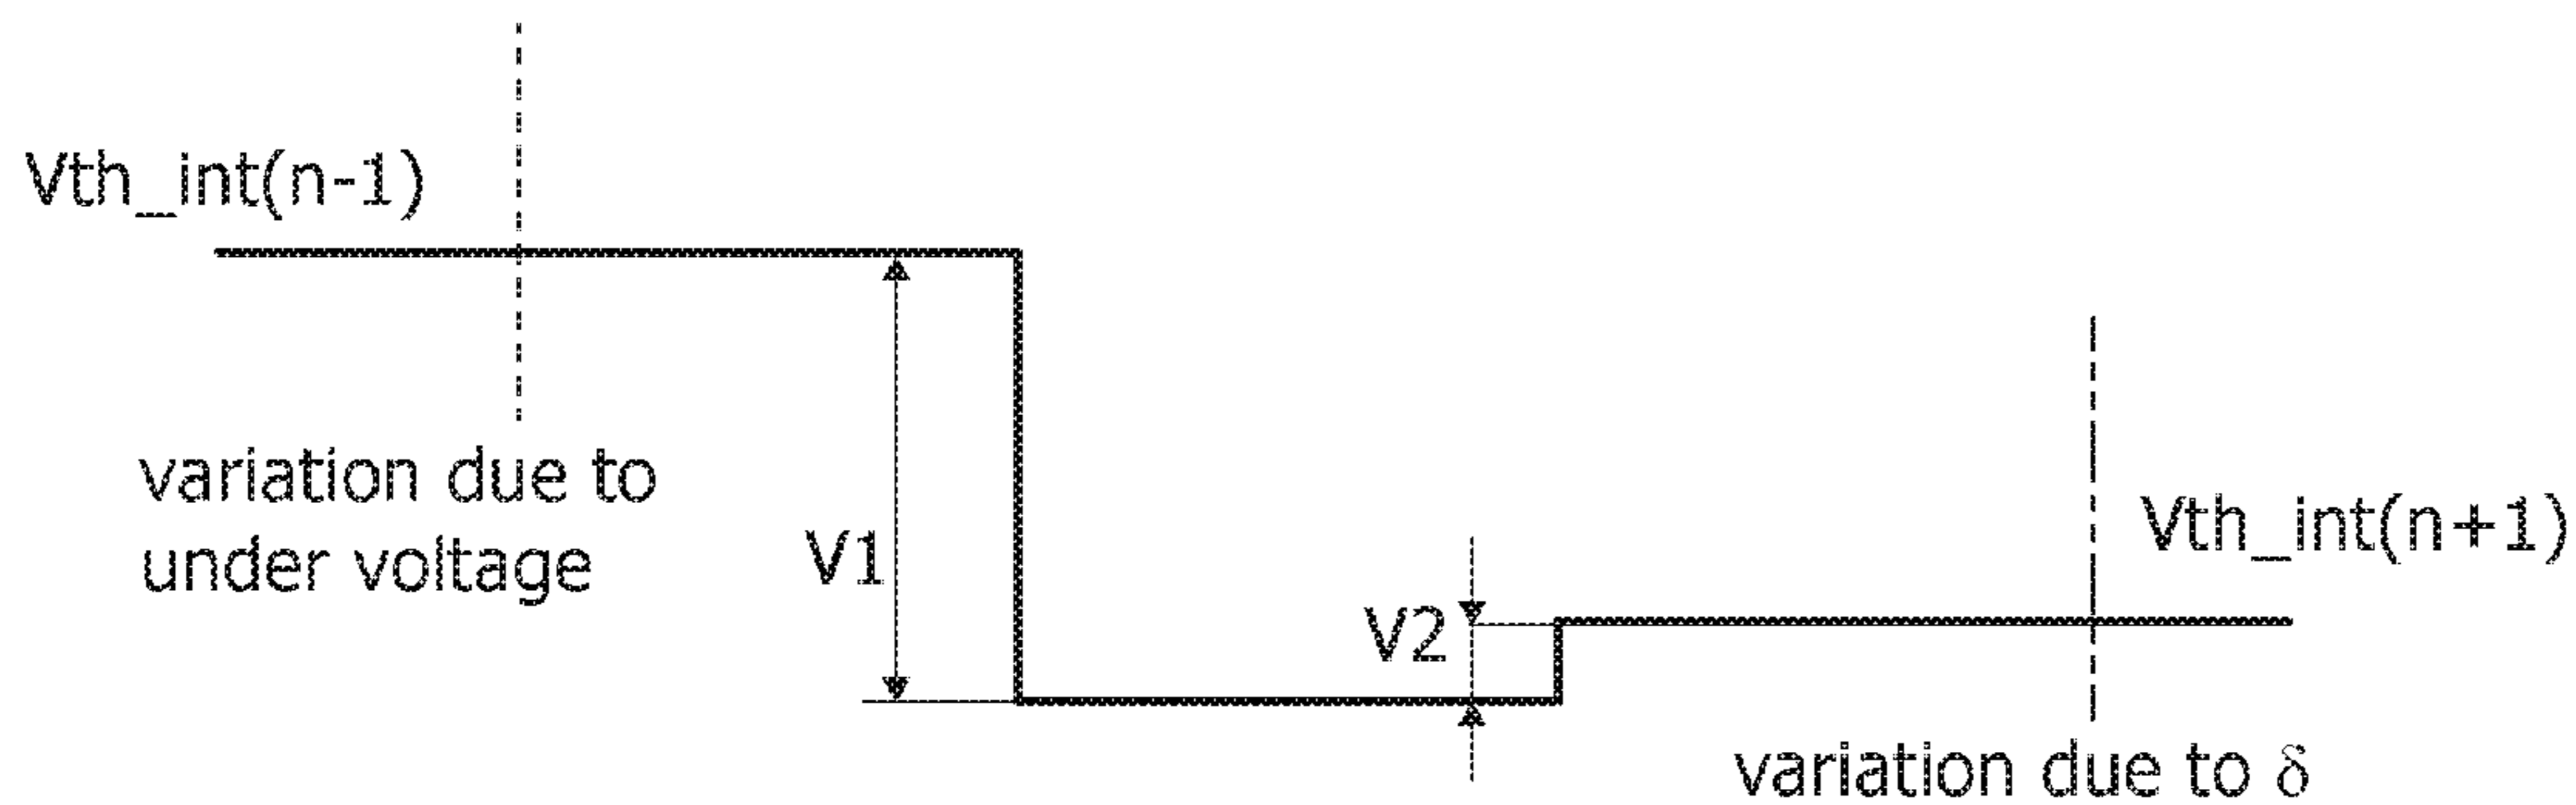 Vth_int(n-1)
variation due to
under voltage
V1
V2
Vth_int(n+1)
variation due to δ